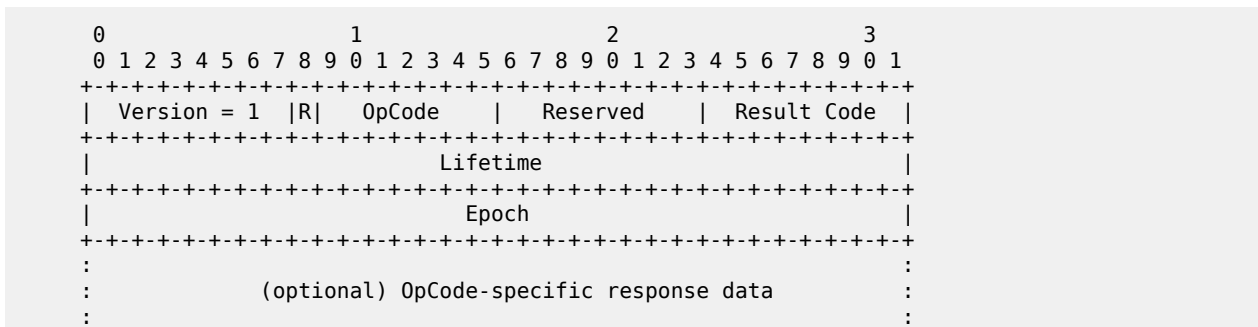 0                   1                   2                   3
 0 1 2 3 4 5 6 7 8 9 0 1 2 3 4 5 6 7 8 9 0 1 2 3 4 5 6 7 8 9 0 1
+-+-+-+-+-+-+-+-+-+-+-+-+-+-+-+-+-+-+-+-+-+-+-+-+-+-+-+-+-+-+-+-+
|  Version = 1  |R|   OpCode    |   Reserved    |  Result Code  |
+-+-+-+-+-+-+-+-+-+-+-+-+-+-+-+-+-+-+-+-+-+-+-+-+-+-+-+-+-+-+-+-+
|                           Lifetime                            |
+-+-+-+-+-+-+-+-+-+-+-+-+-+-+-+-+-+-+-+-+-+-+-+-+-+-+-+-+-+-+-+-+
|                             Epoch                             |
+-+-+-+-+-+-+-+-+-+-+-+-+-+-+-+-+-+-+-+-+-+-+-+-+-+-+-+-+-+-+-+-+
:                                                               :
:             (optional) OpCode-specific response data          :
:                                                               :